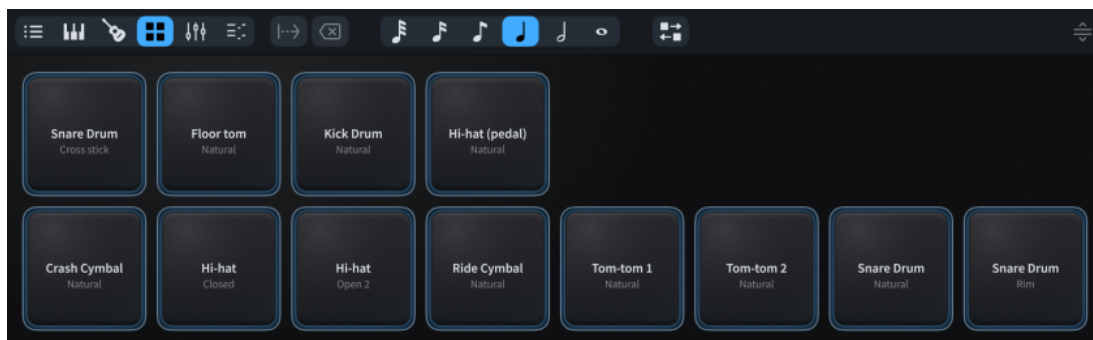 Snare Drum
Cross stick
Floor tom
Natural
Kick Drum
Natural
Hi-hat (pedal)
Natural
Crash Cymbal
Natural
Hi-hat
Closed
Hi-hat
Open 2
Ride Cymbal
Natural
Tom-tom 1
Natural
Tom-tom 2
Natural
Snare Drum
Natural
Snare Drum
Rim